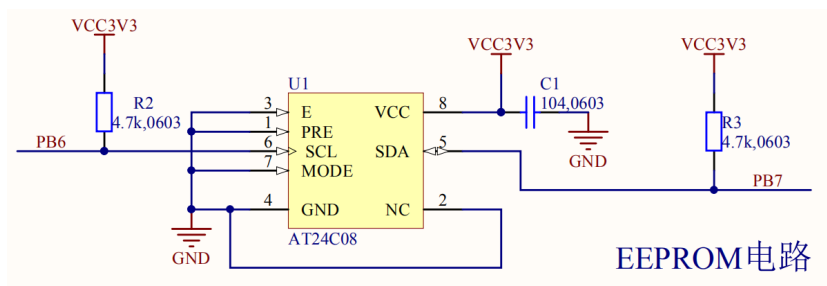 VCC3V3
VCC3V3
VCC3V3
U1
C1
R2
3
E
VCC
8
104,0603
R3
4.7k,0603
1
PRE
4.7k,0603
PB6
6
SCL
SDA
5
GND
7
MODE
PB7
4
GND
NC
2
AT24C08
GND
EEPROM电路